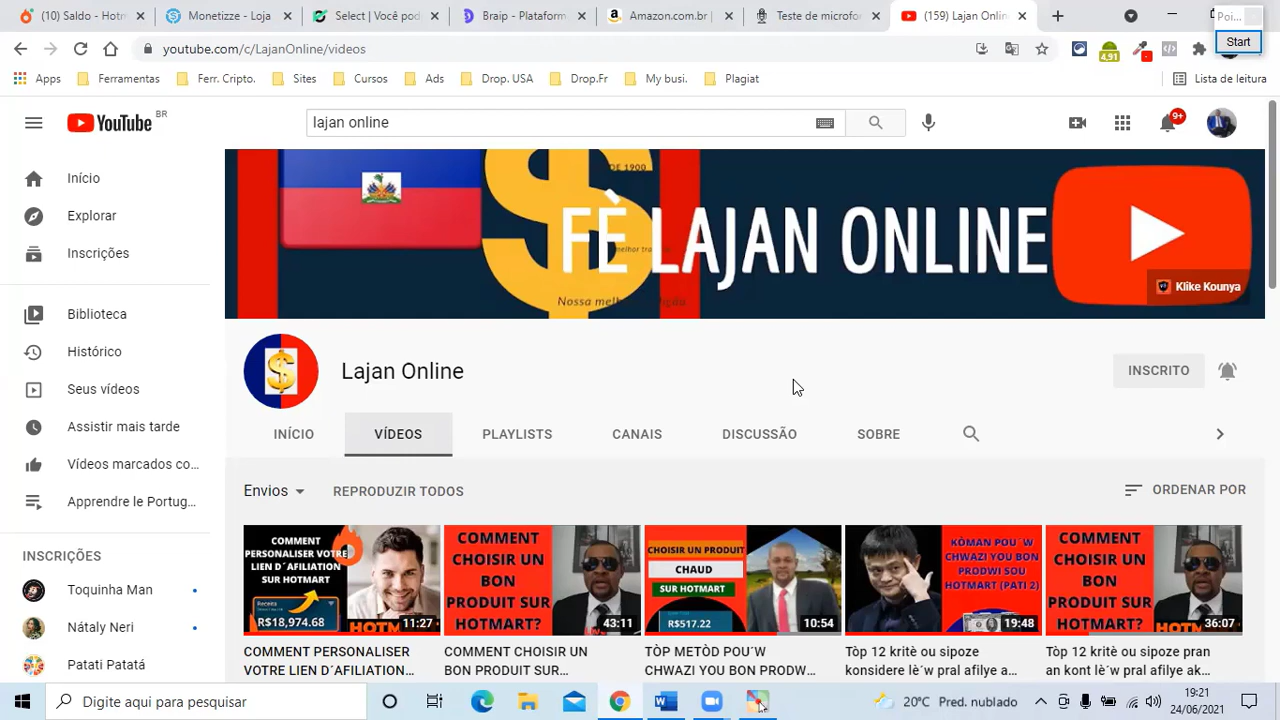 (10) Saldo - Hotm
Monetizze - Loja
Select | Você pod
Braip - Plataform
Amazon.com.br |
Teste de microfor
(159) Lajan Onlin
Poi...
Start
youtube.com/c/LajanOnline/videos
4,91
Apps
Ferramentas
Ferr. Cripto.
Sites
Cursos
Ads
Drop. USA
Drop.Fr
My busi.
Plagiat
Lista de leitura
YouTube BR
lajan online
9+
Início
Explorar
Inscrições
Biblioteca
Histórico
Seus vídeos
Assistir mais tarde
Vídeos marcados co...
Apprendre le Portug...
INSCRIÇÕES
Toquinha Man
Nátaly Neri
Patati Patatá
DE 1900
FÈ LAJAN ONLINE
Klike Kounya
Lajan Online
INSCRITO
INÍCIO
VÍDEOS
PLAYLISTS
CANAIS
DISCUSSÃO
SOBRE
Envios
REPRODUZIR TODOS
ORDENAR POR
COMMENT
PERSONALISER VOTRE
LIEN D´AFILIATION
SUR HOTMART
Receita
R$18,974.68
HOTM
11:27
COMMENT PERSONALISER
VOTRE LIEN D´AFILIATION...
COMMENT
CHOISIR UN
BON
PRODUIT SUR
HOTMART?
43:11
COMMENT CHOISIR UN
BON PRODUIT SUR...
CHOISIR UN PRODUIT
CHAUD
SUR HOTMART
R$517.22
10:54
TÒP METÒD POU´W
CHWAZI YOU BON PRODW...
KÒMAN POU´W
CHWAZI YOU BON
PRODWI SOU
HOTMART (PATI 2)
19:48
Tòp 12 kritè ou sipoze
konsidere lè´w pral afilye a...
COMMENT
CHOISIR UN
BON
PRODUIT SUR
HOTMART?
36:07
Tòp 12 kritè ou sipoze pran
an kont lè´w pral afilye ak...
Digite aqui para pesquisar
20°C Pred. nublado
19:21
24/06/2021